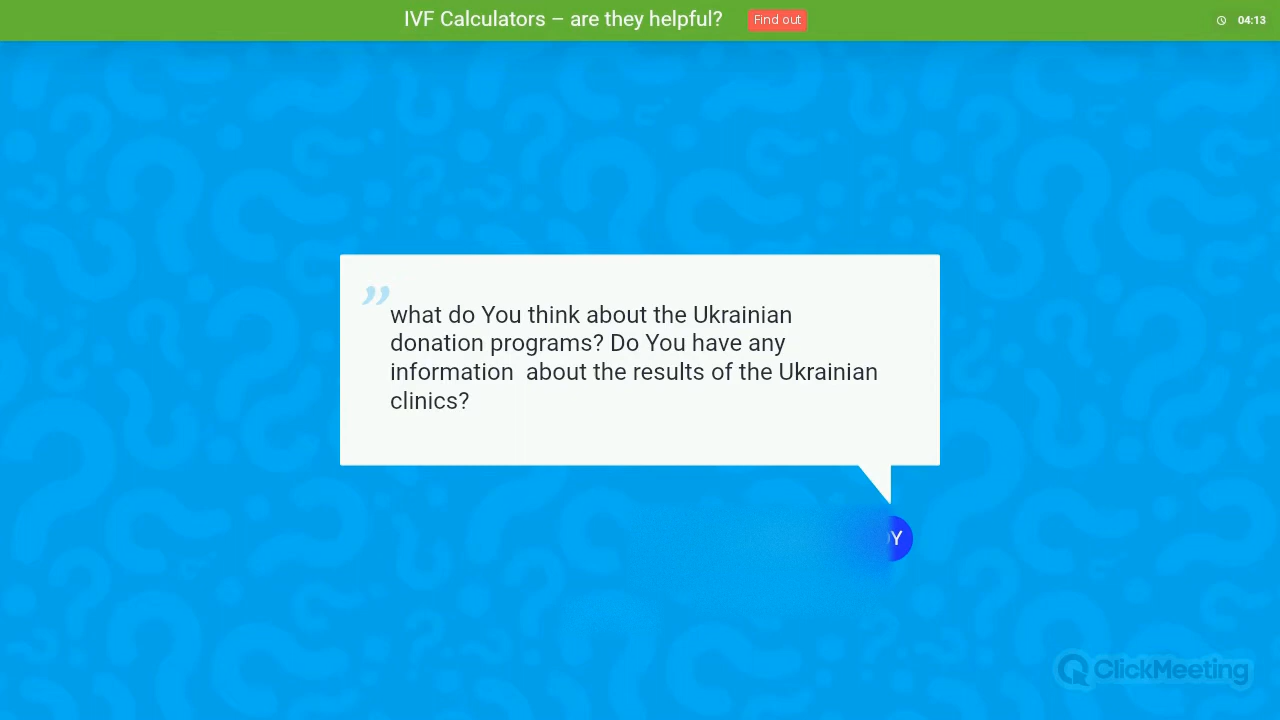 IVF Calculators – are they helpful? Find out 04:13
”
what do You think about the Ukrainian
donation programs? Do You have any
information  about the results of the Ukrainian
clinics?
Y
ClickMeeting